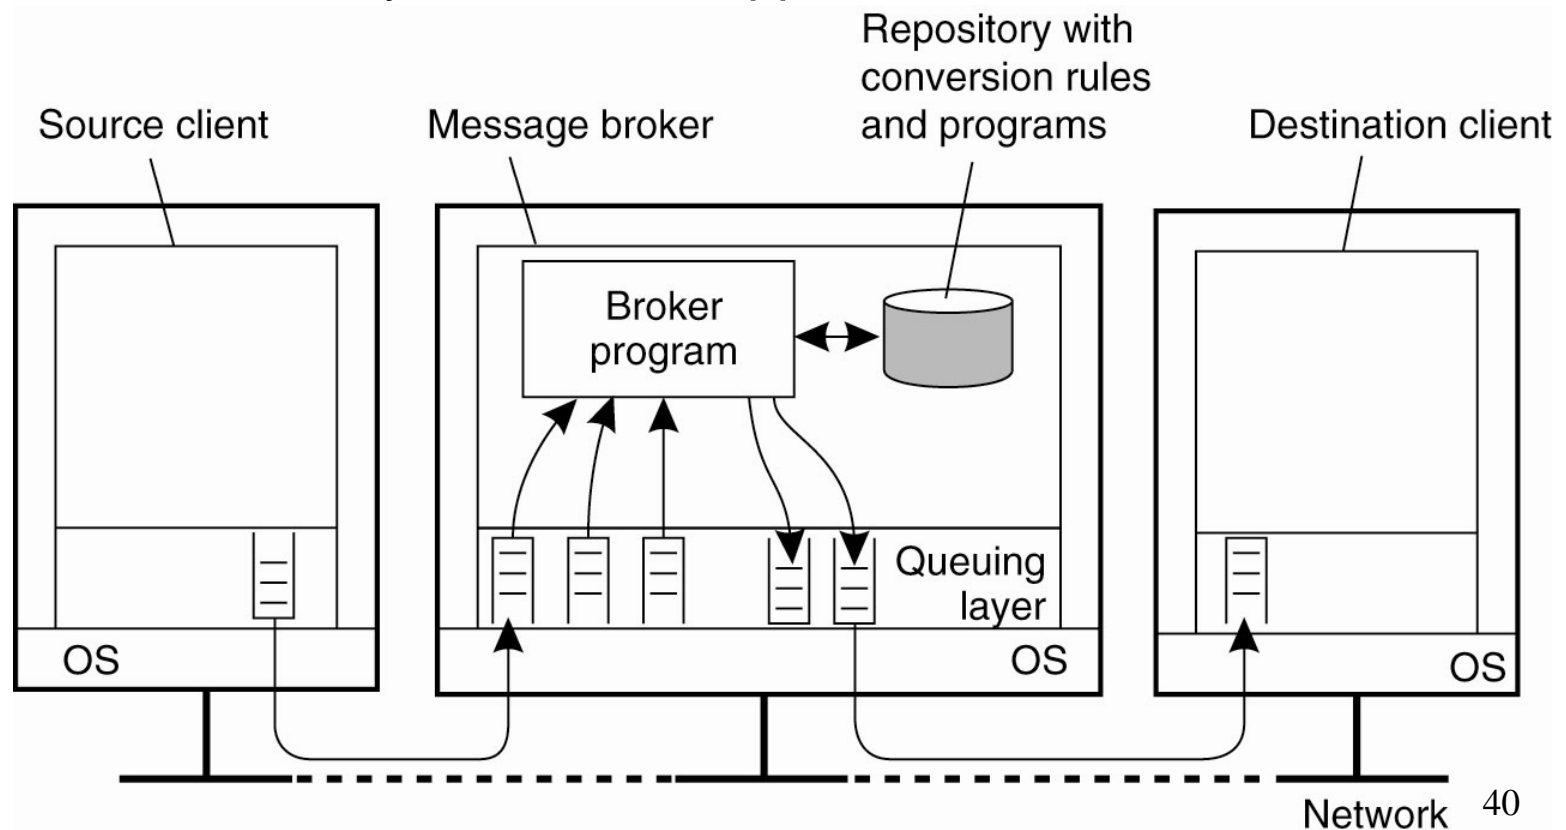 Repository with
conversion rules
and programs
Source client
Message broker
Destination client
Broker
program
Queuing
layer
OS
OS
OS
Network
40